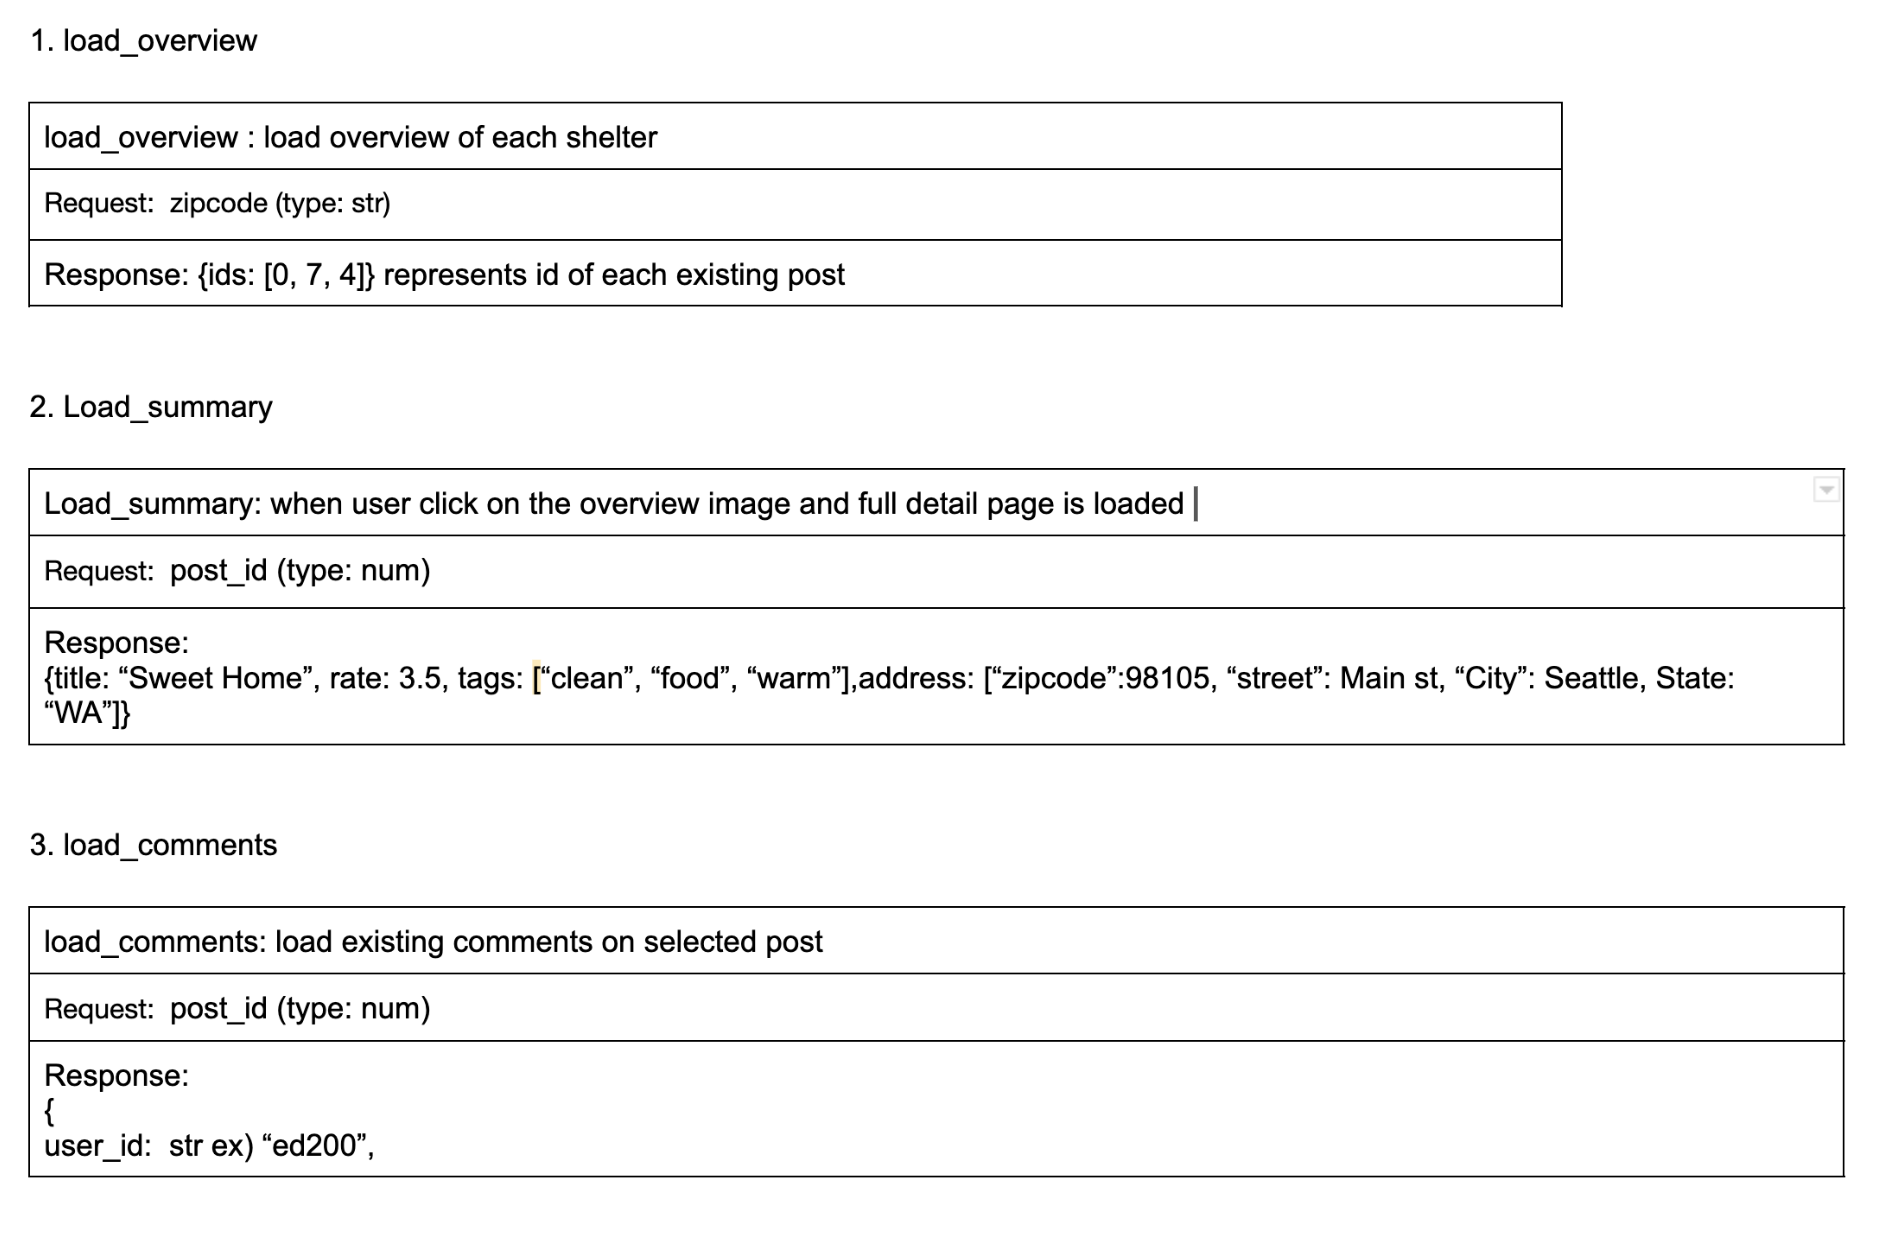 1. load_overview
load_overview : load overview of each shelter
Request:  zipcode (type: str)
Response: {ids: [0, 7, 4]} represents id of each existing post
2. Load_summary
Load_summary: when user click on the overview image and full detail page is loaded
Request:  post_id (type: num)
Response:
{title: “Sweet Home”, rate: 3.5, tags: [“clean”, “food”, “warm”],address: [“zipcode”:98105, “street”: Main st, “City”: Seattle, State:
“WA”]}
3. load_comments
load_comments: load existing comments on selected post
Request:  post_id (type: num)
Response:
{
user_id:  str ex) “ed200”,